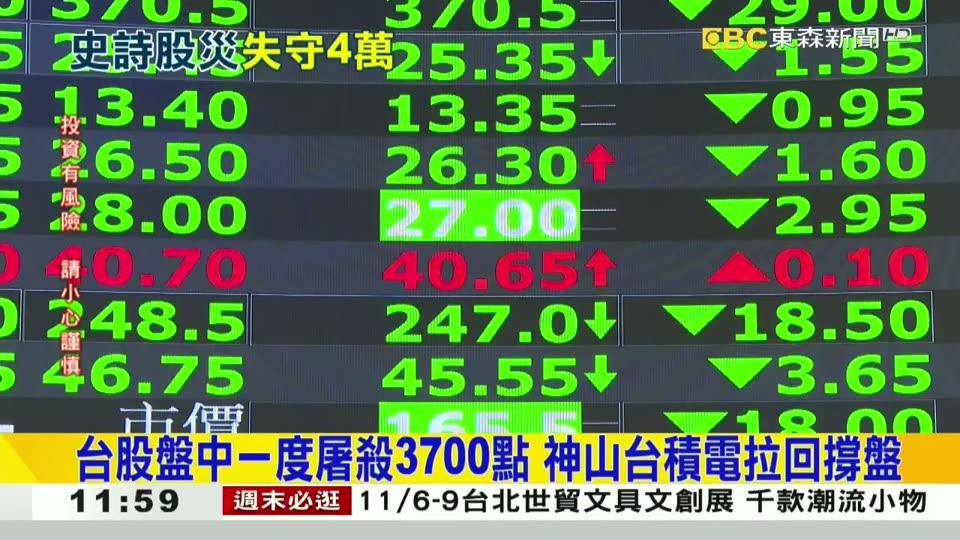 史詩股災失守4萬
EBC東森新聞HD
投資有風險 請小心謹慎
370.5 29.00
25.35 1.55
13.40 13.35 0.95
26.50 26.30 1.60
28.00 27.00 2.95
40.70 40.65 0.10
248.5 247.0 18.50
46.75 45.55 3.65
市價 165.5 18.00
台股盤中一度屠殺3700點 神山台積電拉回撐盤
11:59 週末必逛 11/6-9台北世貿文具文創展 千款潮流小物